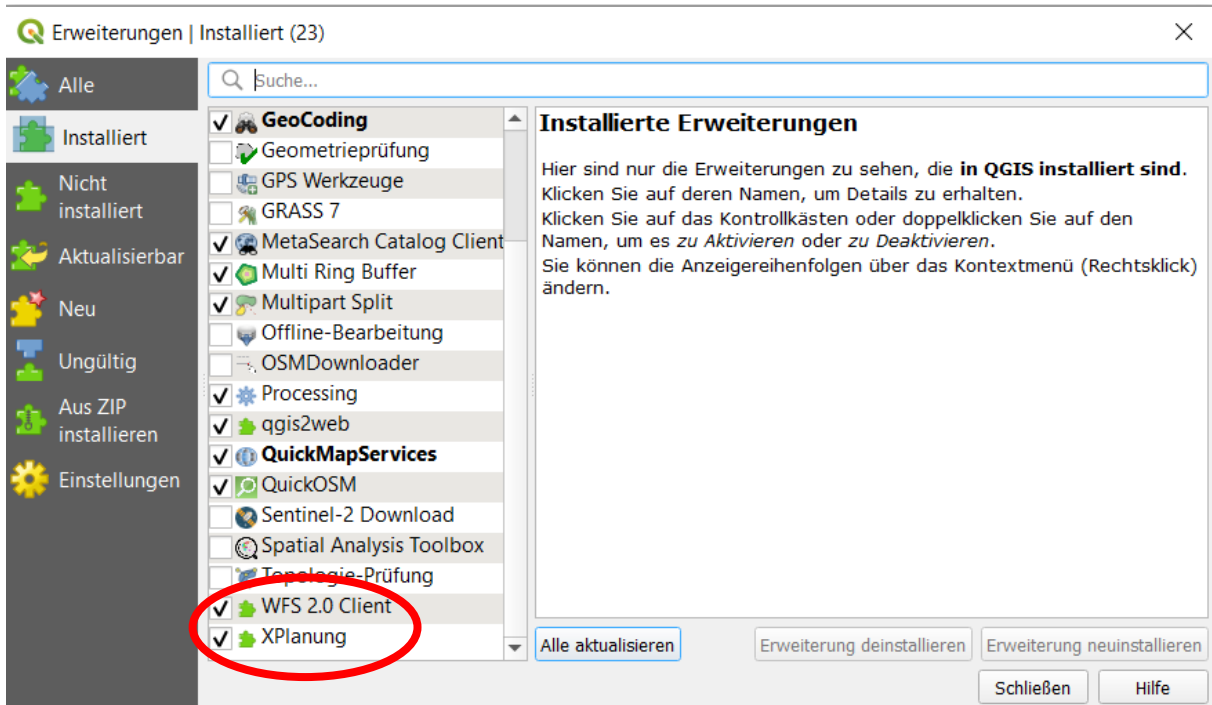 Erweiterungen | Installiert (23)
Suche...
Alle
Installiert
Nicht
installiert
Aktualisierbar
Neu
Ungültig
Aus ZIP
installieren
Einstellungen
GeoCoding
Geometrieprüfung
GPS Werkzeuge
GRASS 7
MetaSearch Catalog Client
Multi Ring Buffer
Multipart Split
Offline-Bearbeitung
OSMDownloader
Processing
qgis2web
QuickMapServices
QuickOSM
Sentinel-2 Download
Spatial Analysis Toolbox
Topologie-Prüfung
WFS 2.0 Client
XPlanung
Installierte Erweiterungen
Hier sind nur die Erweiterungen zu sehen, die in QGIS installiert sind.
Klicken Sie auf deren Namen, um Details zu erhalten.
Klicken Sie auf das Kontrollkästen oder doppelklicken Sie auf den
Namen, um es zu Aktivieren oder zu Deaktivieren.
Sie können die Anzeigereihenfolgen über das Kontextmenü (Rechtsklick)
ändern.
Alle aktualisieren
Erweiterung deinstallieren
Erweiterung neuinstallieren
Schließen
Hilfe